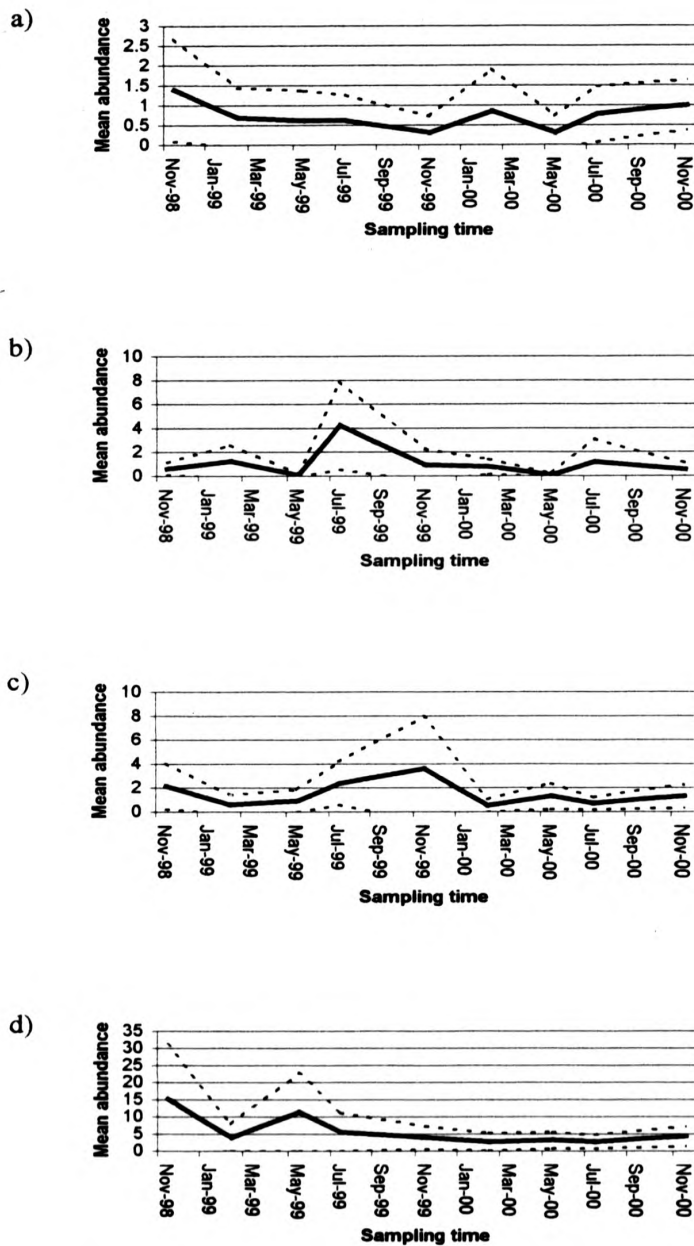 a)
Mean abundance
3
2.5
2
1.5
1
0.5
0
Nov-98 Jan-99 Mar-99 May-99 Jul-99 Sep-99 Nov-99 Jan-00 Mar-00 May-00 Jul-00 Sep-00 Nov-00
Sampling time
b)
Mean abundance
10
8
6
4
2
0
Nov-98 Jan-99 Mar-99 May-99 Jul-99 Sep-99 Nov-99 Jan-00 Mar-00 May-00 Jul-00 Sep-00 Nov-00
Sampling time
c)
Mean abundance
10
8
6
4
2
0
Nov-98 Jan-99 Mar-99 May-99 Jul-99 Sep-99 Nov-99 Jan-00 Mar-00 May-00 Jul-00 Sep-00 Nov-00
Sampling time
d)
Mean abundance
35
30
25
20
15
10
5
0
Nov-98 Jan-99 Mar-99 May-99 Jul-99 Sep-99 Nov-99 Jan-00 Mar-00 May-00 Jul-00 Sep-00 Nov-00
Sampling time